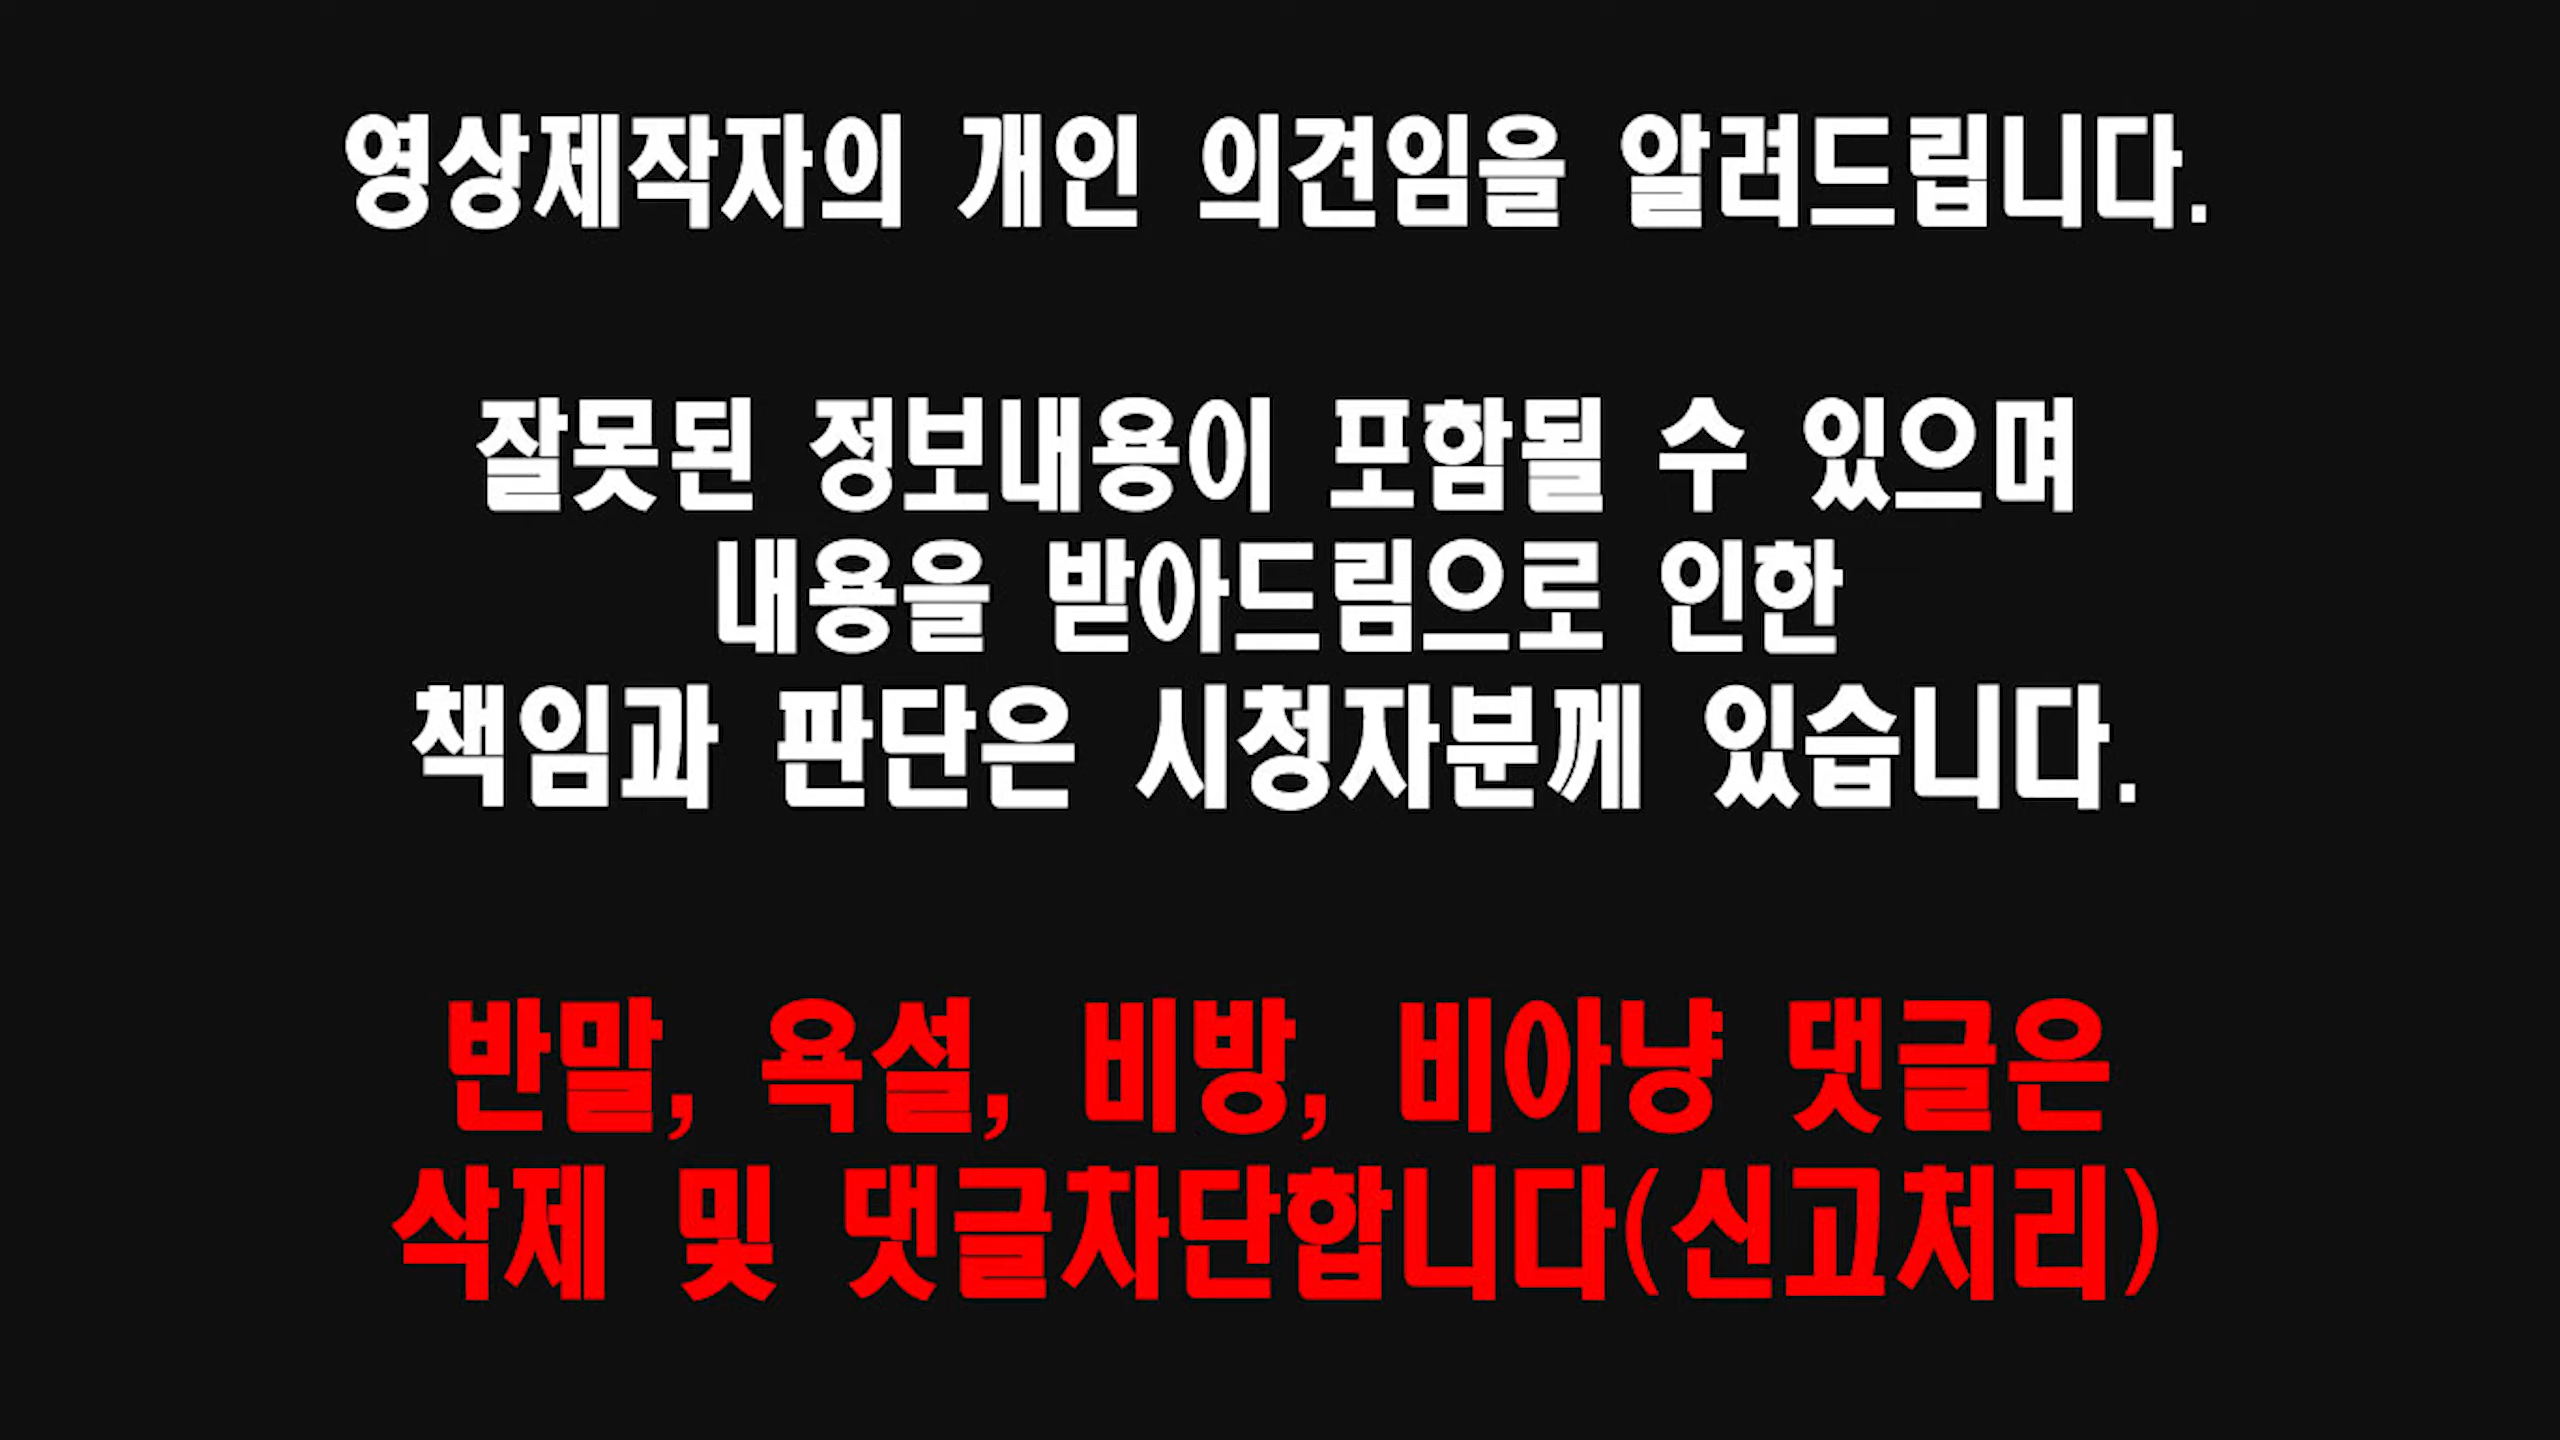 영상제작자의 개인 의견임을 알려드립니다.
잘못된 정보내용이 포함될 수 있으며
내용을 받아드림으로 인한
책임과 판단은 시청자분께 있습니다.
반말, 욕설, 비방, 비아냥 댓글은
삭제 및 댓글차단합니다(신고처리)